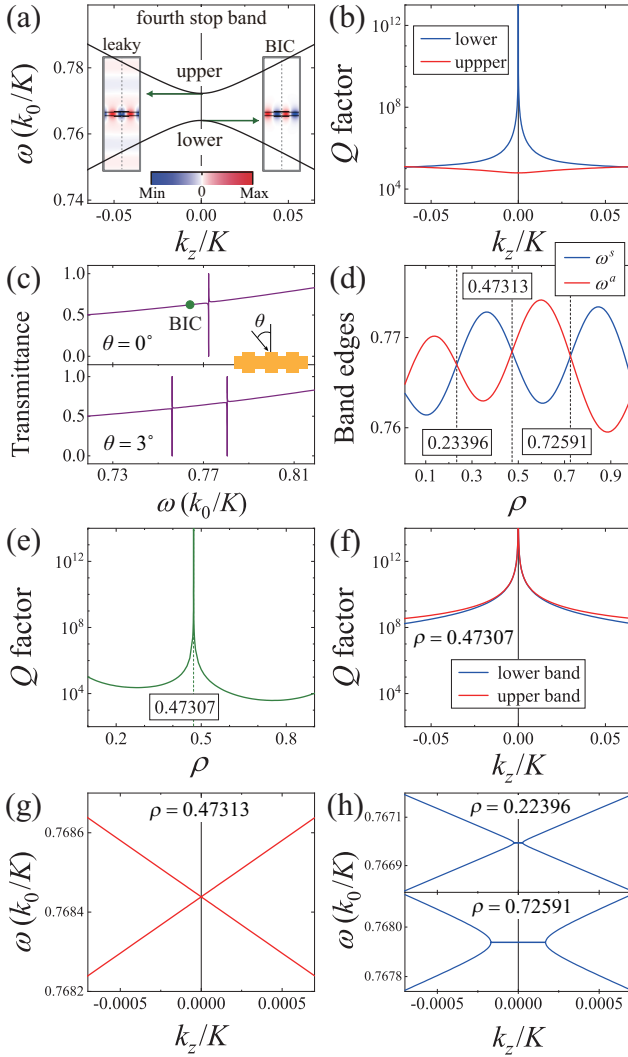 (a)
fourth stop band
leaky
BIC
upper
lower
Min
0
Max
0.78
0.76
0.74
ω (k0/K)
-0.05
0.00
0.05
kz/K
(b)
lower
uppper
10^12
10^8
10^4
Q factor
-0.05
0.00
0.05
kz/K
(c)
1.0
0.5
0.0
BIC
θ = 0°
θ
1.0
0.5
0.0
θ = 3°
Transmittance
0.73
0.77
0.81
ω (k0/K)
(d)
ω^s
ω^a
0.47313
0.77
0.76
0.23396
0.72591
Band edges
0.1
0.3
0.5
0.7
0.9
ρ
(e)
10^12
10^8
10^4
Q factor
0.47307
0.2
0.5
0.8
ρ
(f)
10^12
10^8
10^4
Q factor
ρ = 0.47307
lower band
upper band
-0.05
0.00
0.05
kz/K
(g)
ρ = 0.47313
0.7686
0.7684
0.7682
ω (k0/K)
-0.0005
0.0000
0.0005
kz/K
(h)
ρ = 0.22396
0.7671
0.7669
ρ = 0.72591
0.7680
0.7678
ω (k0/K)
-0.0005
0.0000
0.0005
kz/K